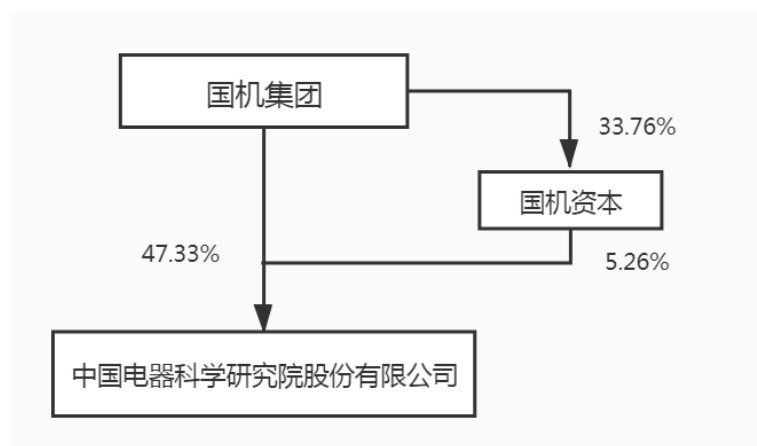 国机集团
33.76%
国机资本
47.33%
5.26%
中国电器科学研究院股份有限公司